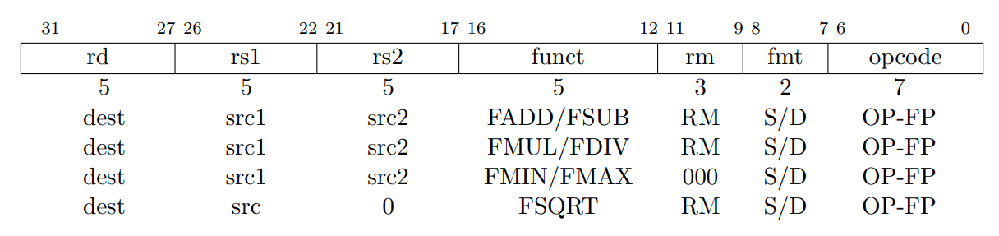 31 27 26 22 21 17 16 12 11 9 8 7 6 0
rd rs1 rs2 funct rm fmt opcode
5 5 5 5 3 2 7
dest src1 src2 FADD/FSUB RM S/D OP-FP
dest src1 src2 FMUL/FDIV RM S/D OP-FP
dest src1 src2 FMIN/FMAX 000 S/D OP-FP
dest src 0 FSQRT RM S/D OP-FP